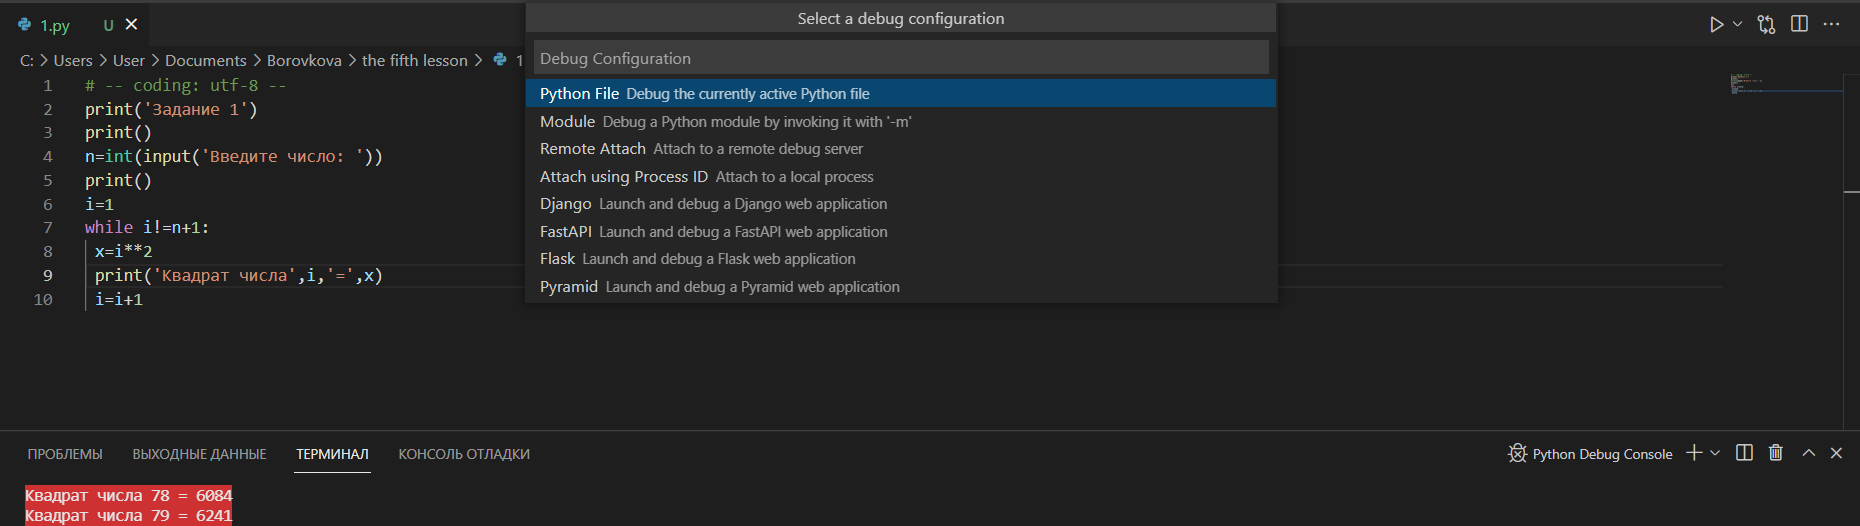 1.py U
Select a debug configuration
Debug Configuration
C: > Users > User > Documents > Borovkova > the fifth lesson > 1
Python File Debug the currently active Python file
Module Debug a Python module by invoking it with '-m'
Remote Attach Attach to a remote debug server
Attach using Process ID Attach to a local process
Django Launch and debug a Django web application
FastAPI Launch and debug a FastAPI web application
Flask Launch and debug a Flask web application
Pyramid Launch and debug a Pyramid web application
1 # -- coding: utf-8 --
2 print('Задание 1')
3 print()
4 n=int(input('Введите число: '))
5 print()
6 i=1
7 while i!=n+1:
8 x=i**2
9 print('Квадрат числа',i,'=',x)
10 i=i+1
ПРОБЛЕМЫ ВЫХОДНЫЕ ДАННЫЕ ТЕРМИНАЛ КОНСОЛЬ ОТЛАДКИ Python Debug Console
Квадрат числа 78 = 6084
Квадрат числа 79 = 6241